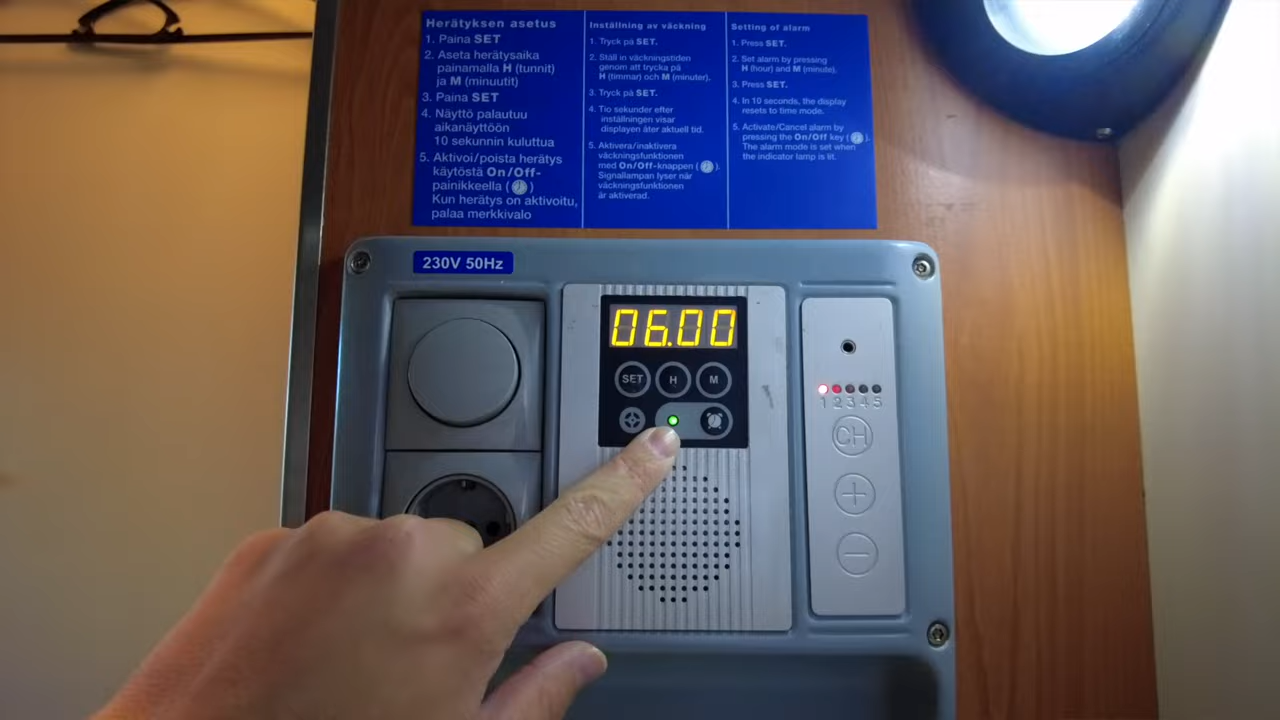 Herätyksen asetus
1. Paina SET
2. Aseta herätysaika
painamalla H (tunnit)
ja M (minuutit)
3. Paina SET
4. Näyttö palautuu
aikanäyttöön
10 sekunnin kuluttua
5. Aktivoi/poista herätys
käytöstä On/Off-
painikkeella ( )
Kun herätys on aktivoitu,
palaa merkkivalo
Inställning av väckning
1. Tryck på SET.
2. Ställ in väckningstiden
genom att trycka på
H (timmar) och M (minuter).
3. Tryck på SET.
4. Tio sekunder efter
inställningen visar
displayen åter aktuell tid.
5. Aktivera/inaktivera
väckningsfunktionen
med On/Off-knappen ( ).
Signallampan lyser när
väckningsfunktionen
är aktiverad.
Setting of alarm
1. Press SET.
2. Set alarm by pressing
H (hour) and M (minute).
3. Press SET.
4. In 10 seconds, the display
resets to time mode.
5. Activate/Cancel alarm by
pressing the On/Off key ( ).
The alarm mode is set when
the indicator lamp is lit.
230V 50Hz
06.00
SET H M
1 2 3 4 5
CH
+
−